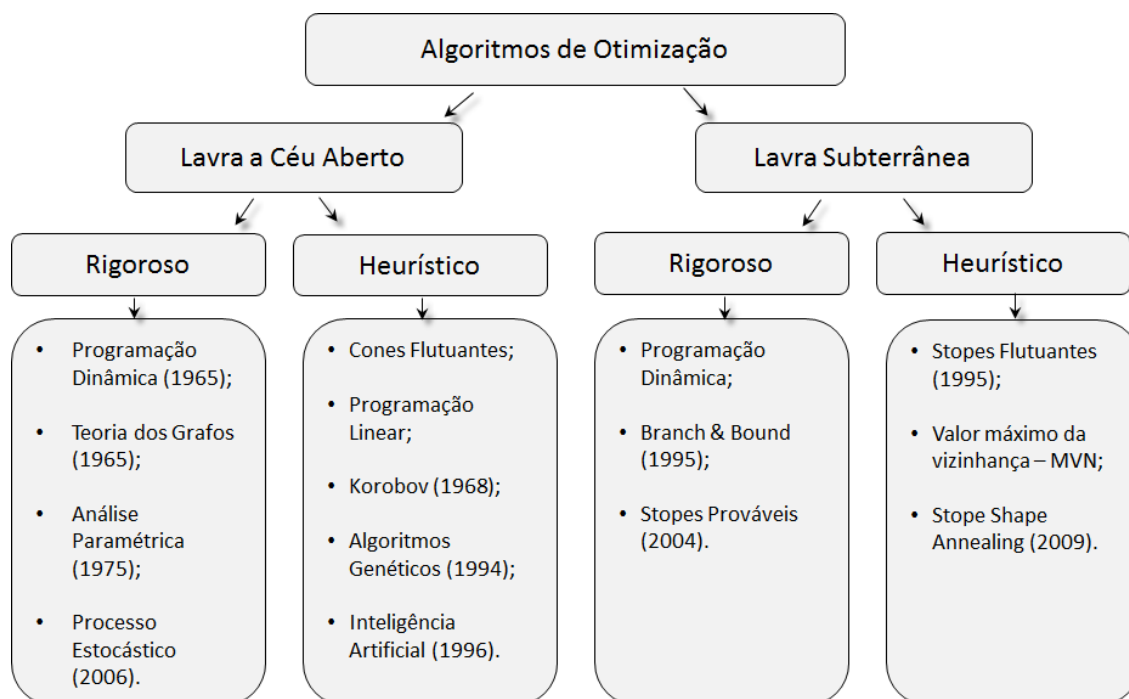 Algoritmos de Otimização
Lavra a Céu Aberto
Lavra Subterrânea
Rigoroso
Heurístico
Rigoroso
Heurístico
• Programação
Dinâmica (1965);
• Teoria dos Grafos
(1965);
• Análise
Paramétrica
(1975);
• Processo
Estocástico
(2006).
• Cones Flutuantes;
• Programação
Linear;
• Korobov (1968);
• Algoritmos
Genéticos (1994);
• Inteligência
Artificial (1996).
• Programação
Dinâmica;
• Branch & Bound
(1995);
• Stopes Prováveis
(2004).
• Stopes Flutuantes
(1995);
• Valor máximo da
vizinhança – MVN;
• Stope Shape
Annealing (2009).